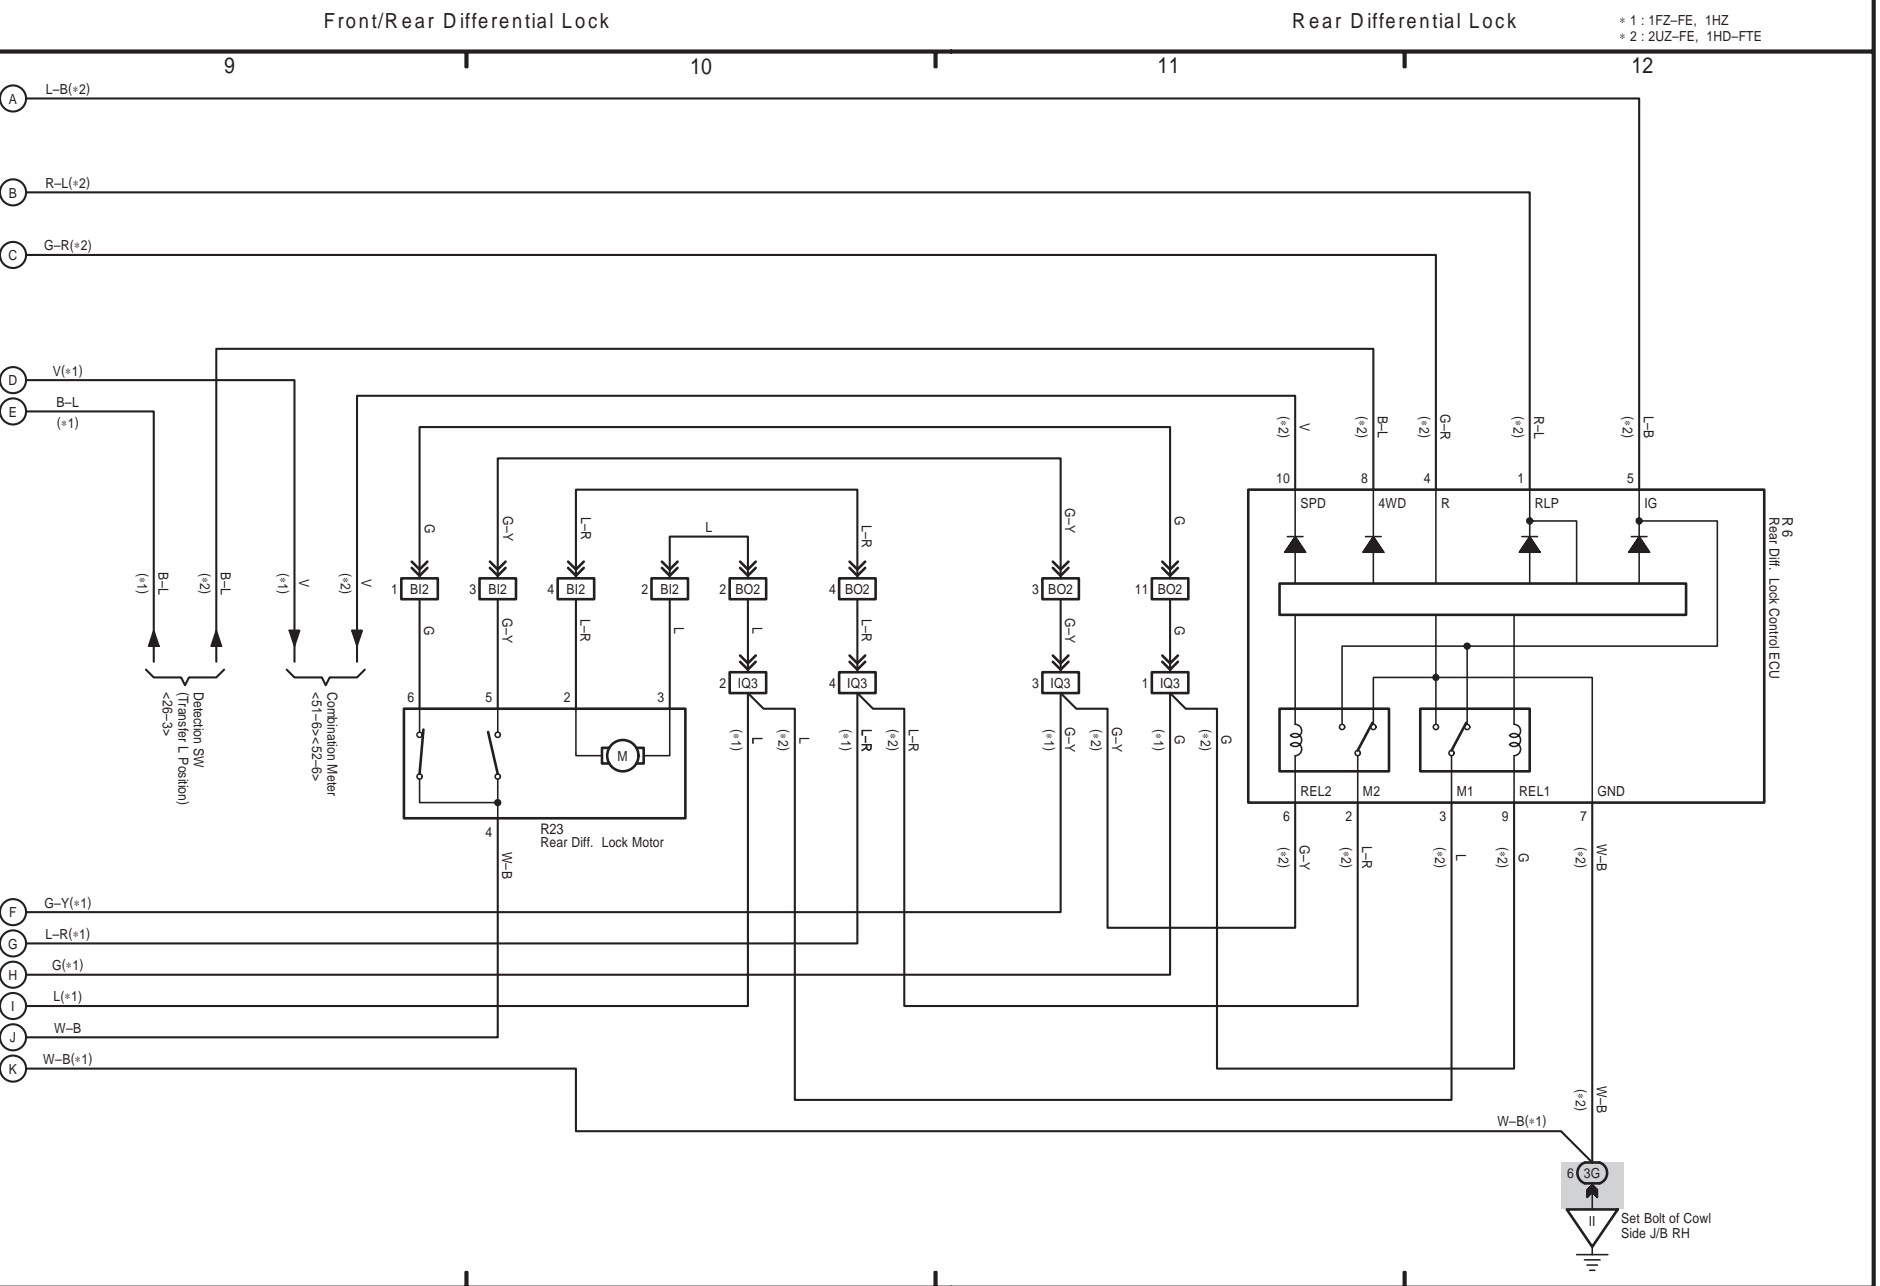 Front/Rear Differential Lock
Rear Differential Lock
* 1 : 1FZ–FE, 1HZ
* 2 : 2UZ–FE, 1HD–FTE
9
10
11
12
A
L–B(*2)
B
R–L(*2)
C
G–R(*2)
D
V(*1)
E
B–L
(*1)
V
(*2)
B–L
(*2)
G–R
(*2)
R–L
(*2)
L–B
(*2)
10
8
4
1
5
SPD
4WD
R
RLP
IG
R 6
Rear Diff. Lock Control ECU
G
G–Y
L–R
L
L–R
G–Y
G
B–L
(*1)
B–L
(*2)
V
(*1)
V
(*2)
1 BI2
3 BI2
4 BI2
2 BI2
2 BO2
4 BO2
3 BO2
11 BO2
G
G–Y
L–R
L
L
L–R
G–Y
G
2 IQ3
4 IQ3
3 IQ3
1 IQ3
Detection SW
(Transfer L Position)
<26–3>
Combination Meter
<51–6><52–6>
6
5
2
3
M
L
(*1)
L
(*2)
L–R
(*1)
L–R
(*2)
G–Y
(*1)
G–Y
(*2)
G
(*1)
G
(*2)
REL2
M2
M1
REL1
GND
6
2
3
9
7
4
R23
Rear Diff. Lock Motor
W–B
G–Y
(*2)
L–R
(*2)
L
(*2)
G
(*2)
W–B
(*2)
F
G–Y(*1)
G
L–R(*1)
H
G(*1)
I
L(*1)
J
W–B
K
W–B(*1)
W–B
(*2)
W–B(*1)
6 3G
II
Set Bolt of Cowl
Side J/B RH